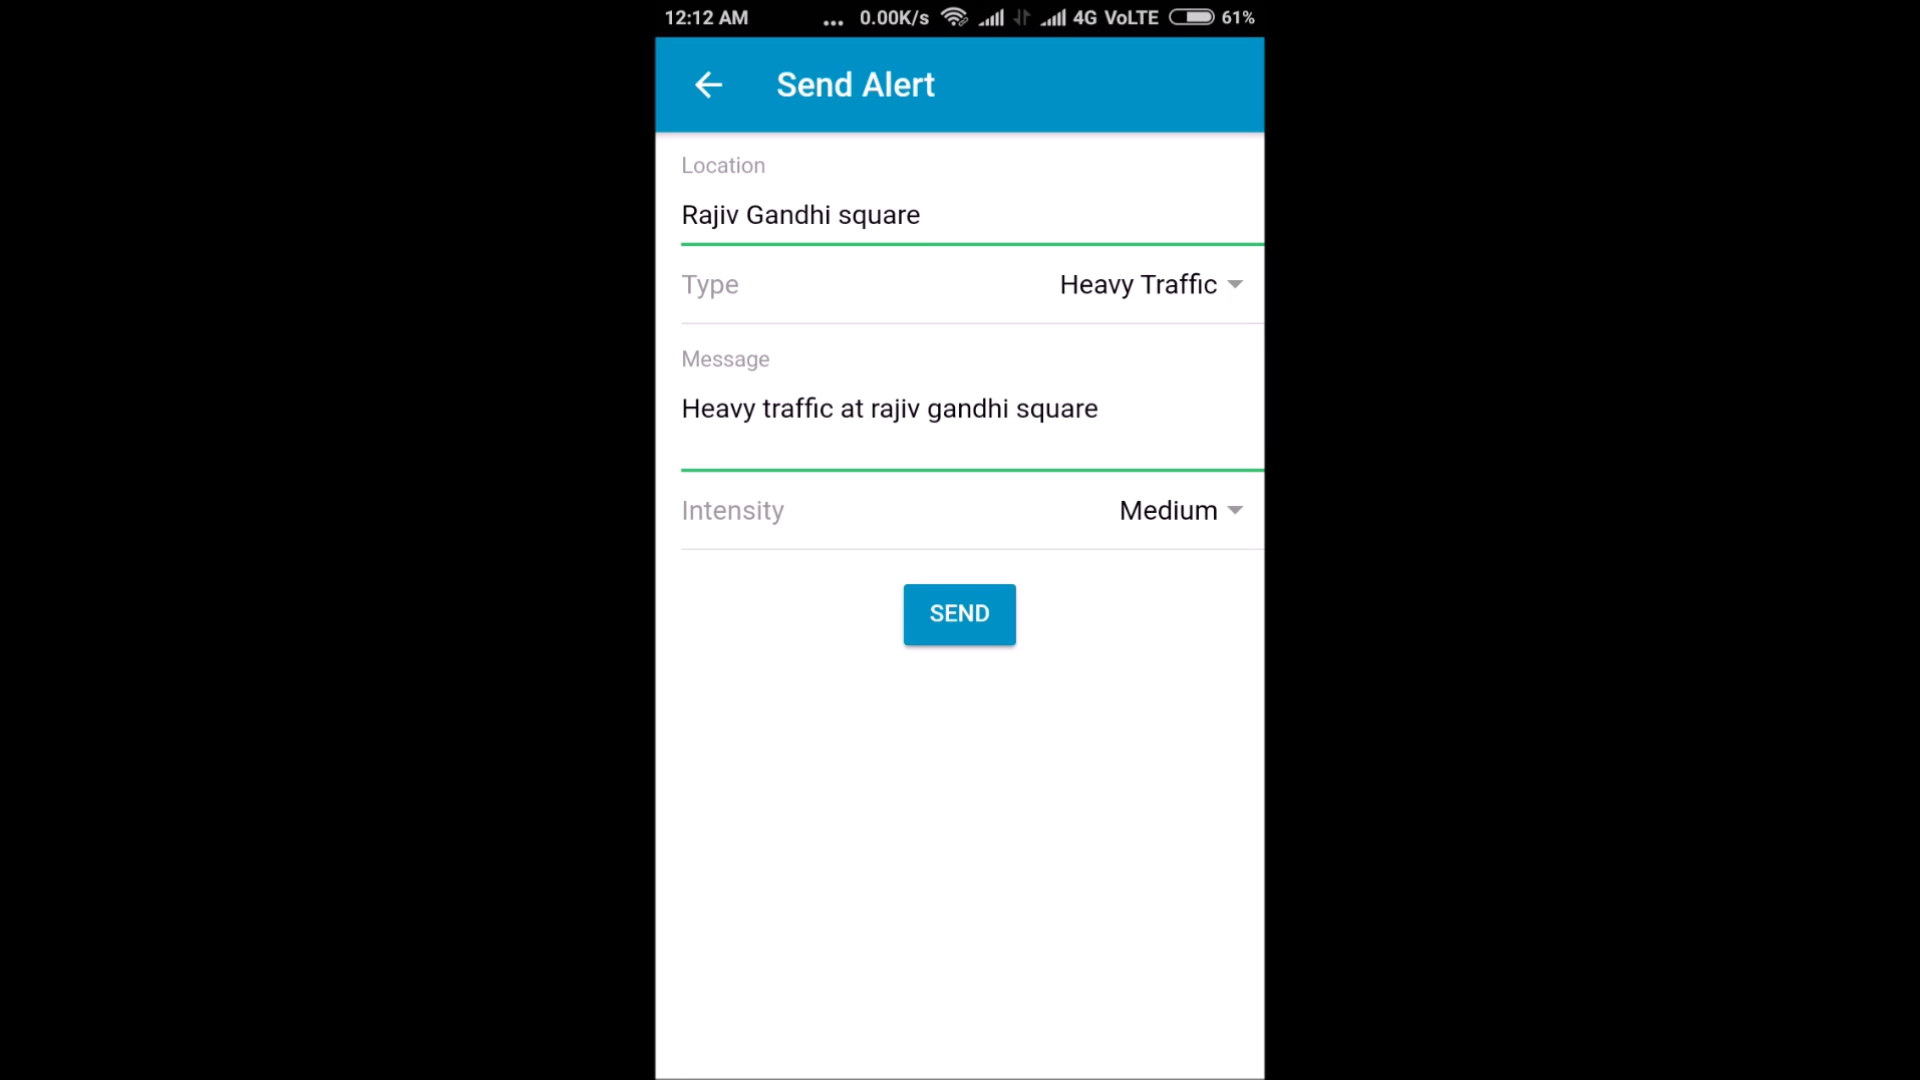 12:12 AM ... 0.00K/s 4G VoLTE 61%
Send Alert
Location
Rajiv Gandhi square
Type Heavy Traffic
Message
Heavy traffic at rajiv gandhi square
Intensity Medium
SEND